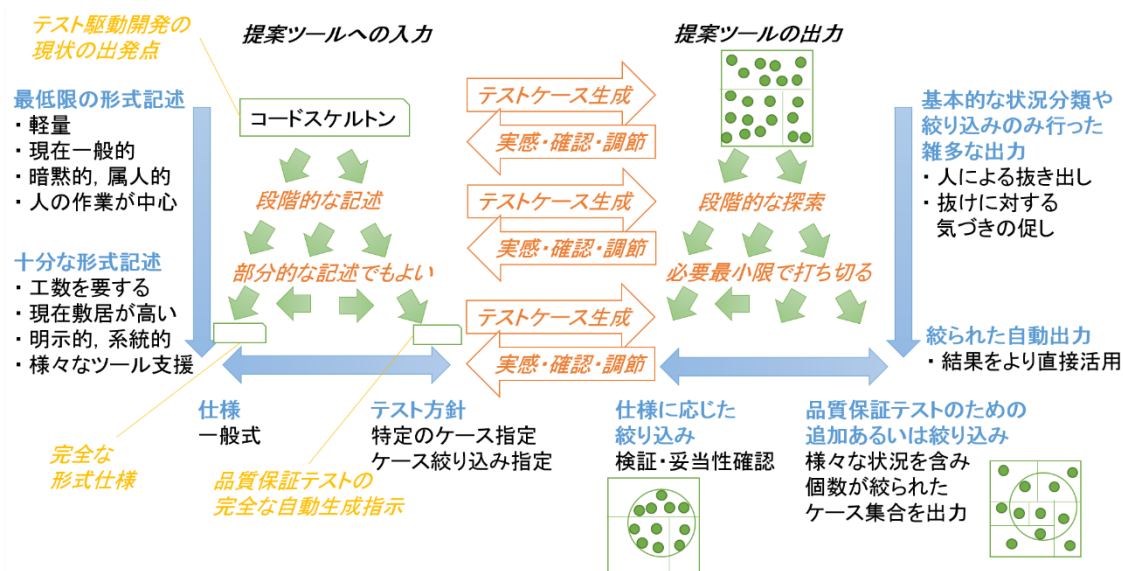 テスト駆動開発の
現状の出発点
提案ツールへの入力
提案ツールの出力
最低限の形式記述
・軽量
・現在一般的
・暗黙的, 属人的
・人の作業が中心
十分な形式記述
・工数を要する
・現在敷居が高い
・明示的, 系統的
・様々なツール支援
コードスケルトン
段階的な記述
部分的な記述でもよい
テストケース生成
実感・確認・調節
テストケース生成
実感・確認・調節
テストケース生成
実感・確認・調節
段階的な探索
必要最小限で打ち切る
基本的な状況分類や
絞り込みのみ行った
雑多な出力
・人による抜き出し
・抜けに対する
気づきの促し
絞られた自動出力
・結果をより直接活用
仕様
一般式
テスト方針
特定のケース指定
ケース絞り込み指定
仕様に応じた
絞り込み
検証・妥当性確認
品質保証テストのための
追加あるいは絞り込み
様々な状況を含み
個数が絞られた
ケース集合を出力
完全な
形式仕様
品質保証テストの
完全な自動生成指示